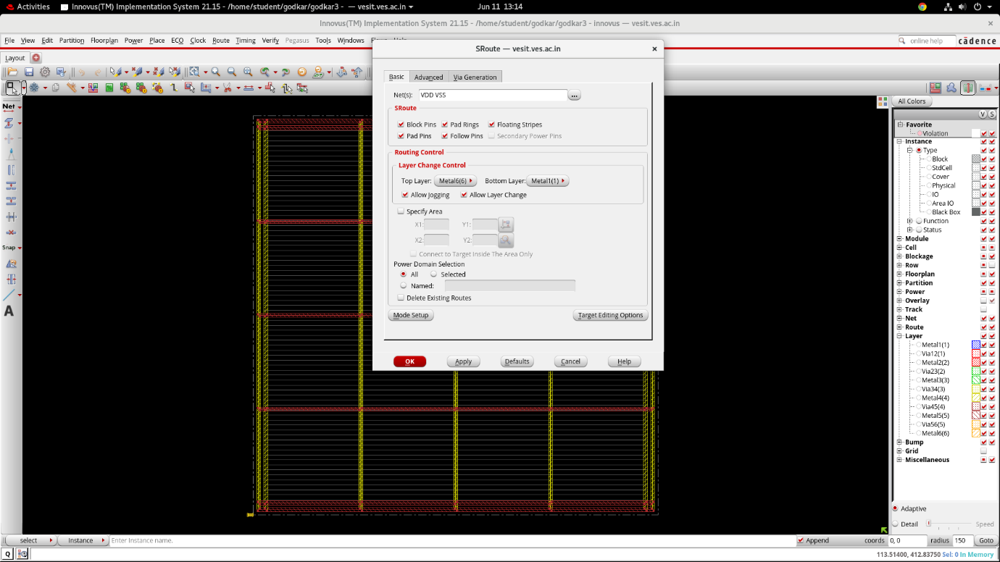 Activities Innovus(TM) Implementation System 21.15 - /home/student/godkar/godkar3 - — vesit.ves.ac.in Jun 11 13:14
Innovus(TM) Implementation System 21.15 - /home/student/godkar/godkar3 - innovus — vesit.ves.ac.in
File View Edit Partition Floorplan Power Place ECO Clock Route Timing Verify Pegasus Tools Windows online help cādence
Layout
SRoute — vesit.ves.ac.in
Basic Advanced Via Generation
Net(s): VDD VSS ...
SRoute
Block Pins Pad Rings Floating Stripes
Pad Pins Follow Pins Secondary Power Pins
Routing Control
Layer Change Control
Top Layer: Metal6(6) Bottom Layer: Metal1(1)
Allow Jogging Allow Layer Change
Specify Area
X1: Y1:
X2: Y2:
Connect to Target Inside The Area Only
Power Domain Selection
All Selected
Named:
Delete Existing Routes
Mode Setup Target Editing Options
OK Apply Defaults Cancel Help
Net
Snap
A
All Colors
V S
Favorite
Violation
Instance
Type
Block
StdCell
Cover
Physical
IO
Area IO
Black Box
Function
Status
Module
Cell
Blockage
Row
Floorplan
Partition
Power
Overlay
Track
Net
Route
Layer
Metal1(1)
Via12(1)
Metal2(2)
Via23(2)
Metal3(3)
Via34(3)
Metal4(4)
Via45(4)
Metal5(5)
Via56(5)
Metal6(6)
Bump
Grid
Miscellaneous
Adaptive
Detail Speed
select Instance Enter Instance name. Append coords 0, 0 radius 150 Goto
Q 113.51400, 412.83750 Sel: 0 In Memory